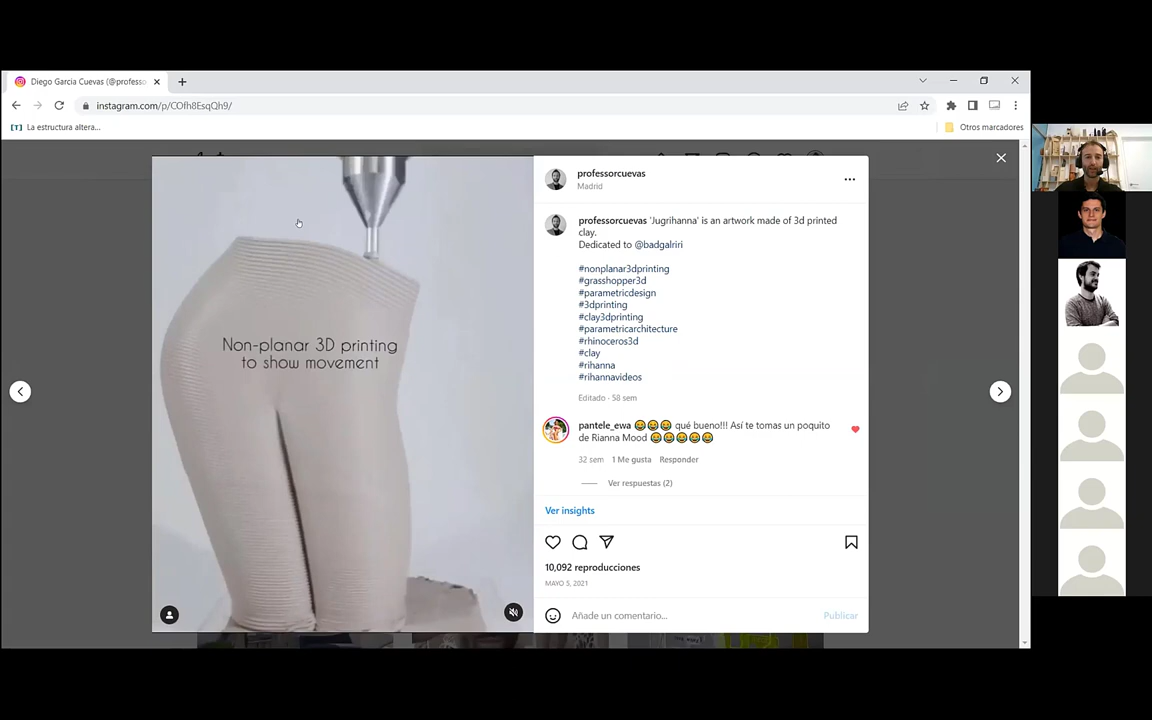 Diego Garcia Cuevas (@professo
instagram.com/p/COfh8EsqQh9/
[T] La estructura altera...
Otros marcadores
professorcuevas
Madrid
professorcuevas 'Jugrihanna' is an artwork made of 3d printed
clay.
Dedicated to @badgalriri
#nonplanar3dprinting
#grasshopper3d
#parametricdesign
#3dprinting
#clay3dprinting
#parametricarchitecture
#rhinoceros3d
#clay
#rihanna
#rihannavideos
Editado · 58 sem
Non-planar 3D printing
to show movement
pantele_ewa 😂😂😂 qué bueno!!! Así te tomas un poquito
de Rianna Mood 😂😂😂😂😂
32 sem 1 Me gusta Responder
Ver respuestas (2)
Ver insights
10,092 reproducciones
MAYO 5, 2021
Añade un comentario...
Publicar